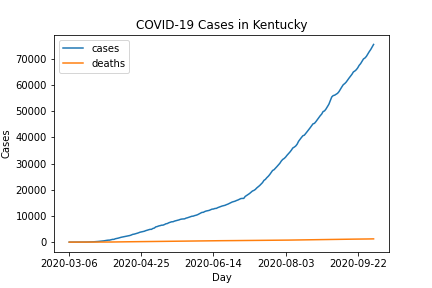 COVID-19 Cases in Kentucky
cases
deaths
70000
60000
50000
40000
30000
20000
10000
0
Cases
2020-03-06 2020-04-25 2020-06-14 2020-08-03 2020-09-22
Day